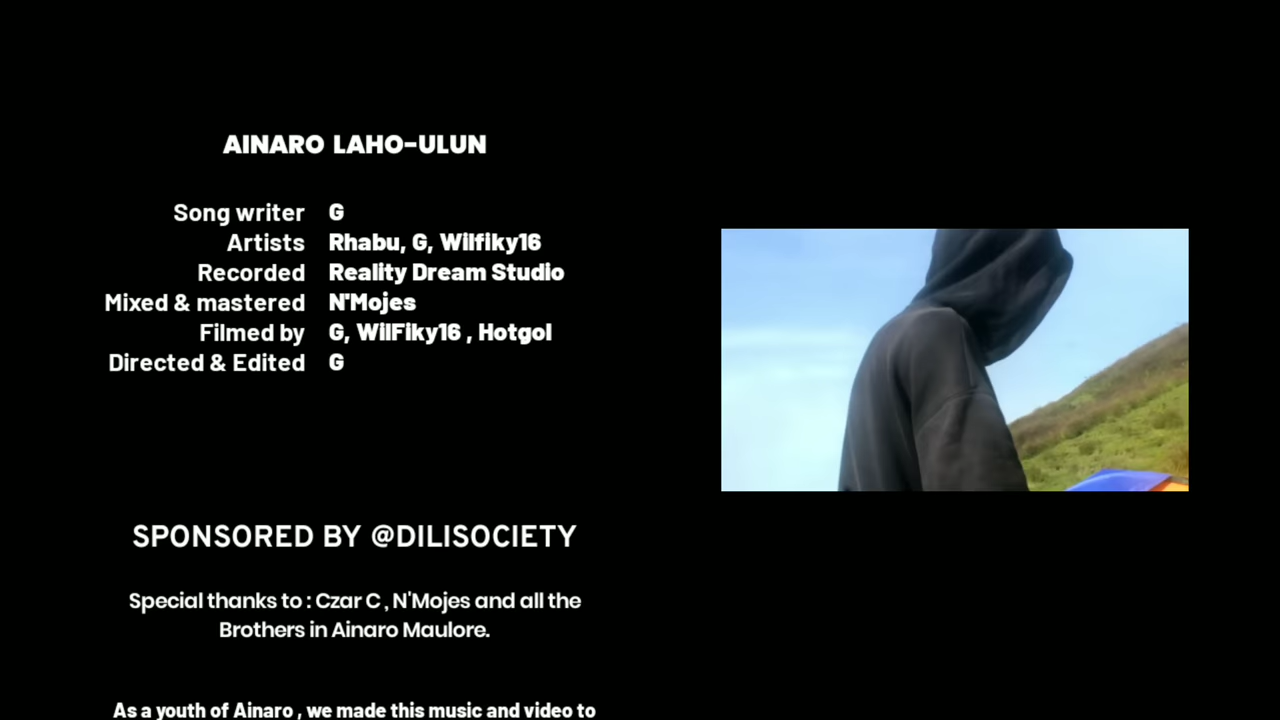 AINARO LAHO-ULUN
Song writer G
Artists Rhabu, G, Wilfiky16
Recorded Reality Dream Studio
Mixed & mastered N'Mojes
Filmed by G, WilFiky16 , Hotgol
Directed & Edited G
SPONSORED BY @DILISOCIETY
Special thanks to : Czar C , N'Mojes and all the
Brothers in Ainaro Maulore.
As a youth of Ainaro , we made this music and video to